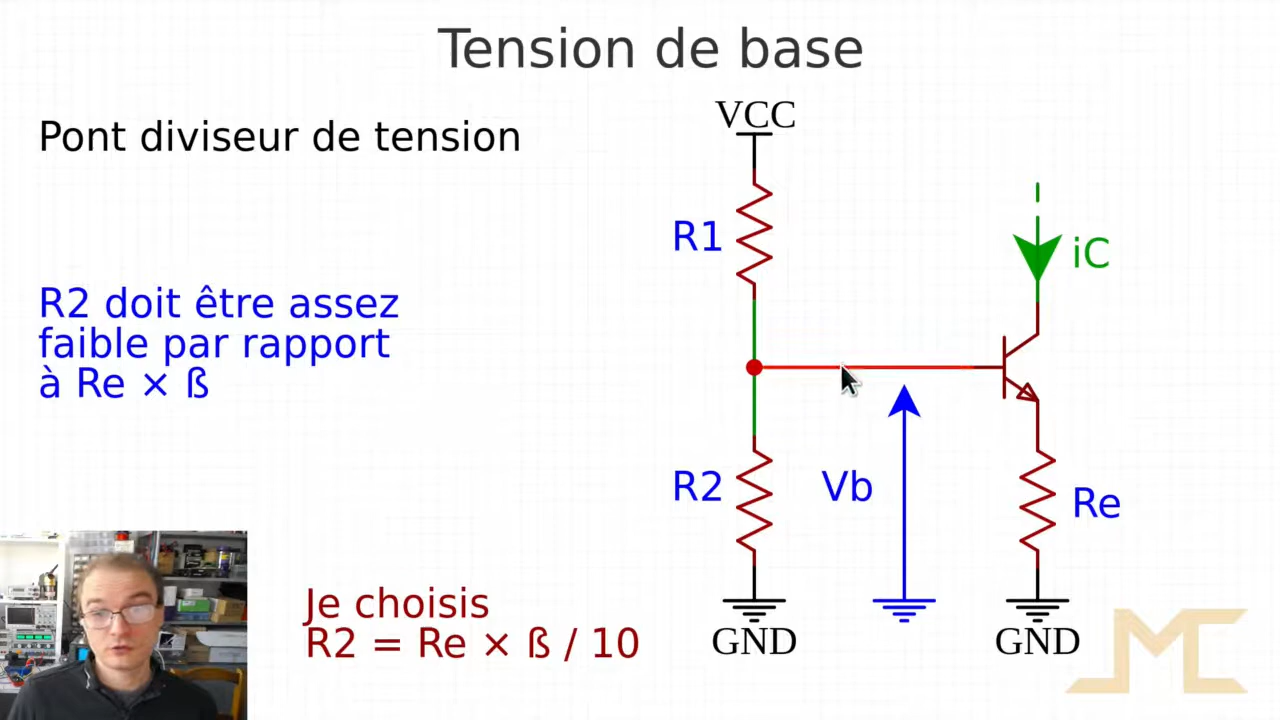 Tension de base
Pont diviseur de tension
VCC
R1
iC
R2 doit être assez
faible par rapport
à Re × ß
R2
Vb
Re
Je choisis
R2 = Re × ß / 10
GND
GND
MC